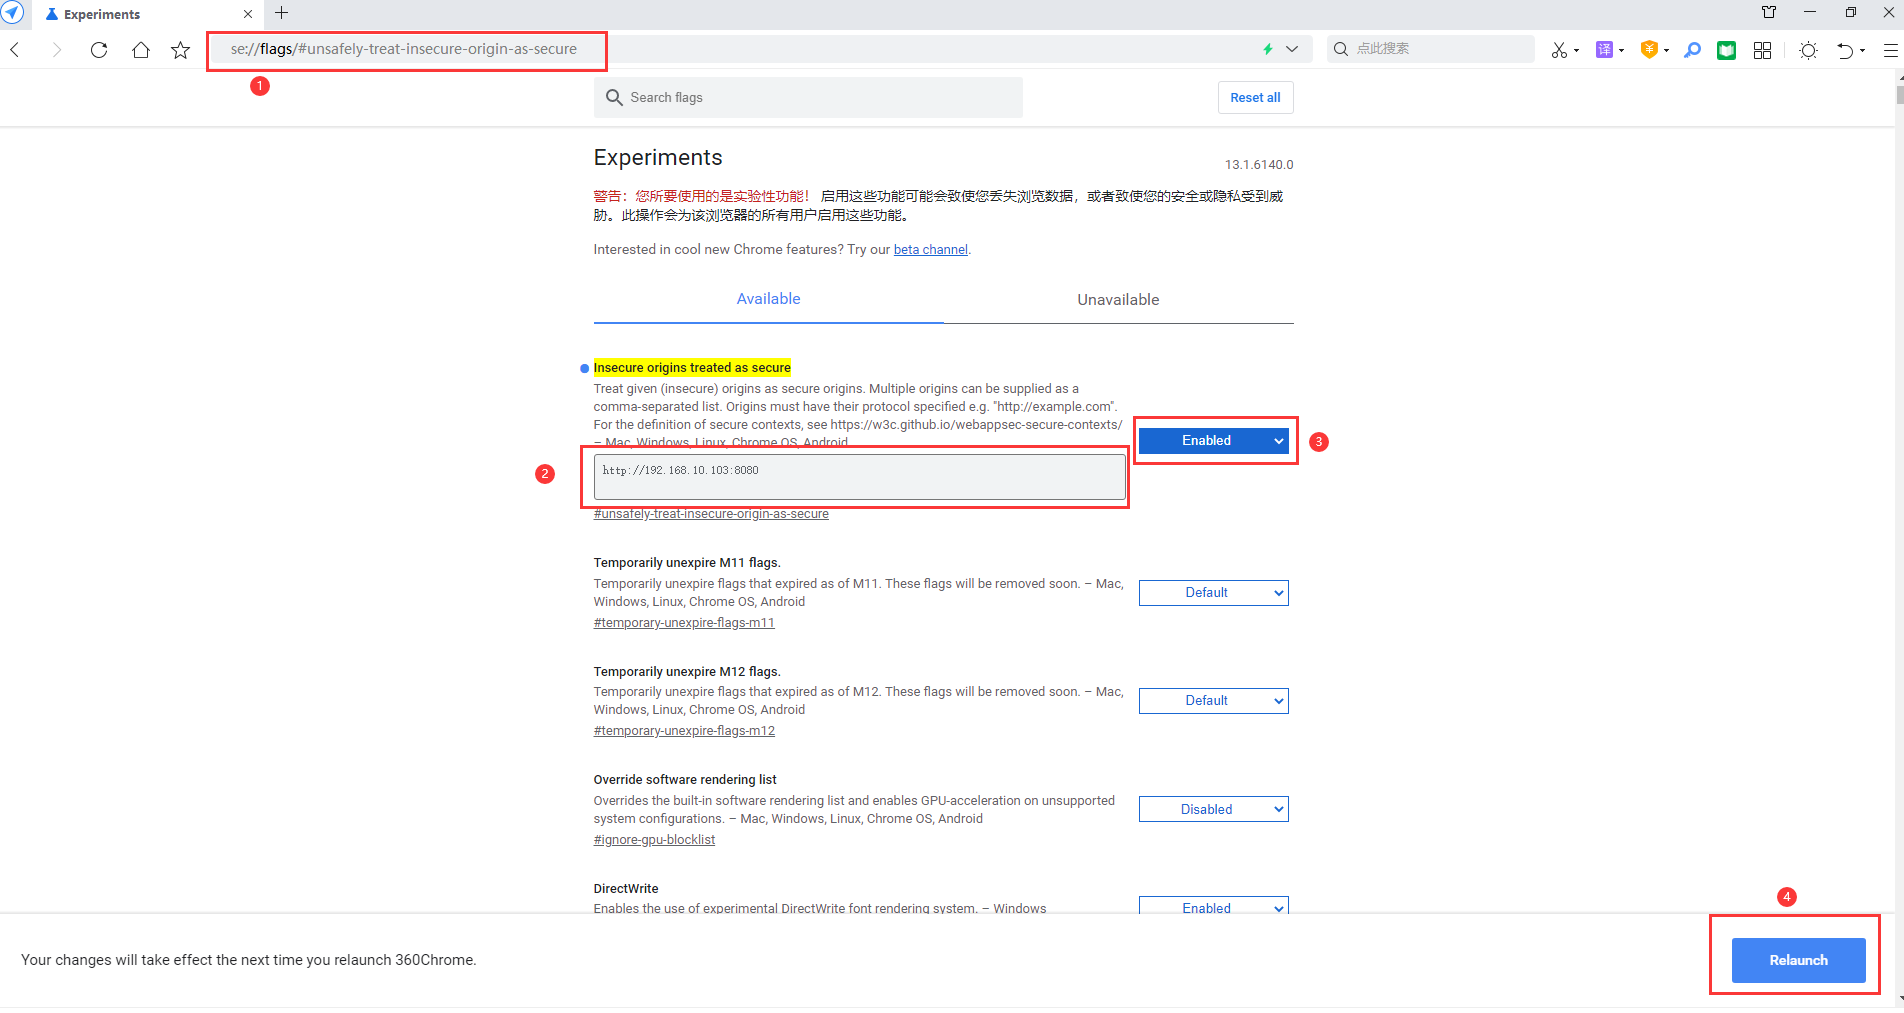 Experiments
se://flags/#unsafely-treat-insecure-origin-as-secure
点此搜索
译
1
Search flags
Reset all
Experiments
13.1.6140.0
警告：您所要使用的是实验性功能！ 启用这些功能可能会致使您丢失浏览数据，或者致使您的安全或隐私受到威
胁。此操作会为该浏览器的所有用户启用这些功能。
Interested in cool new Chrome features? Try our beta channel.
Available
Unavailable
Insecure origins treated as secure
Treat given (insecure) origins as secure origins. Multiple origins can be supplied as a
comma-separated list. Origins must have their protocol specified e.g. "http://example.com".
For the definition of secure contexts, see https://w3c.github.io/webappsec-secure-contexts/
– Mac, Windows, Linux, Chrome OS, Android
Enabled
3
2
http://192.168.10.103:8080
#unsafely-treat-insecure-origin-as-secure
Temporarily unexpire M11 flags.
Temporarily unexpire flags that expired as of M11. These flags will be removed soon. – Mac,
Windows, Linux, Chrome OS, Android
#temporary-unexpire-flags-m11
Default
Temporarily unexpire M12 flags.
Temporarily unexpire flags that expired as of M12. These flags will be removed soon. – Mac,
Windows, Linux, Chrome OS, Android
#temporary-unexpire-flags-m12
Default
Override software rendering list
Overrides the built-in software rendering list and enables GPU-acceleration on unsupported
system configurations. – Mac, Windows, Linux, Chrome OS, Android
#ignore-gpu-blocklist
Disabled
DirectWrite
Enables the use of experimental DirectWrite font rendering system. – Windows
Enabled
4
Your changes will take effect the next time you relaunch 360Chrome.
Relaunch